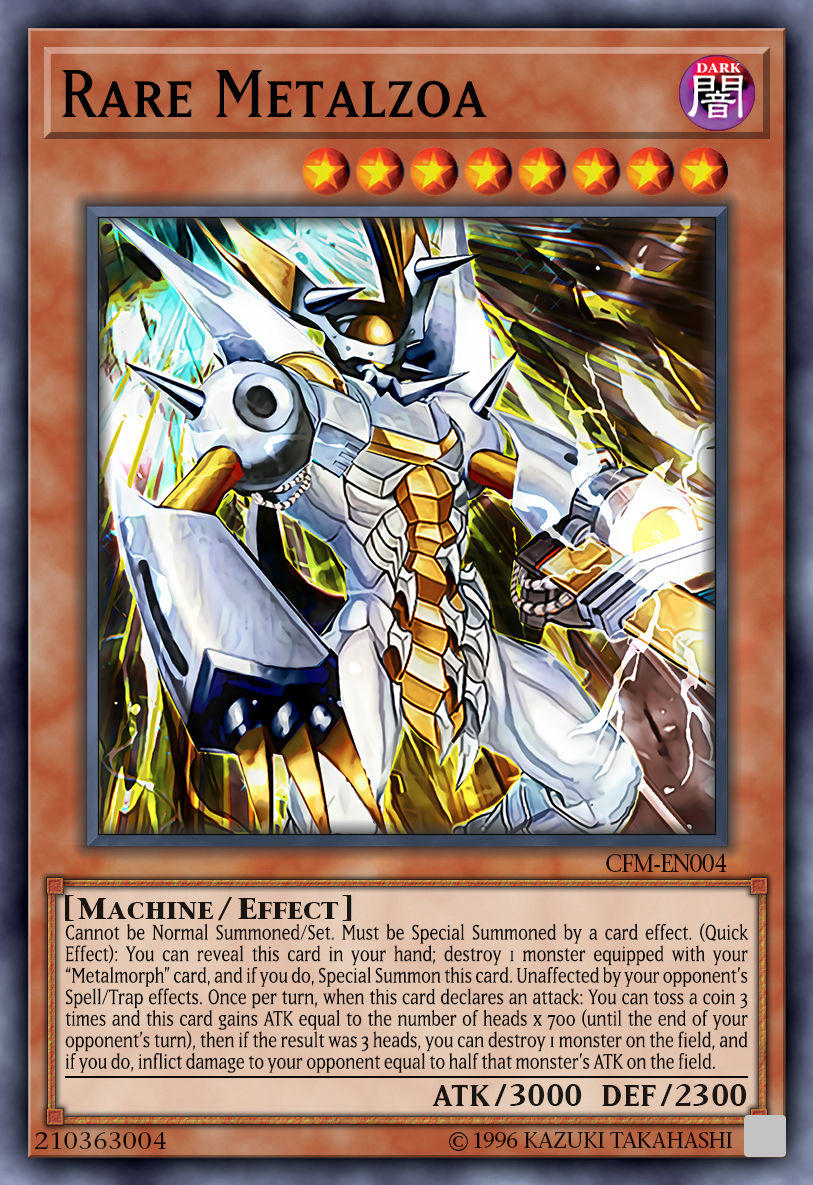 Rare Metalzoa
DARK
闇
CFM-EN004
[Machine/Effect]
Cannot be Normal Summoned/Set. Must be Special Summoned by a card effect. (Quick
Effect): You can reveal this card in your hand; destroy 1 monster equipped with your
“Metalmorph” card, and if you do, Special Summon this card. Unaffected by your opponent's
Spell/Trap effects. Once per turn, when this card declares an attack: You can toss a coin 3
times and this card gains ATK equal to the number of heads x 700 (until the end of your
opponent's turn), then if the result was 3 heads, you can destroy 1 monster on the field, and
if you do, inflict damage to your opponent equal to half that monster's ATK on the field.
ATK/3000 DEF/2300
210363004
© 1996 KAZUKI TAKAHASHI